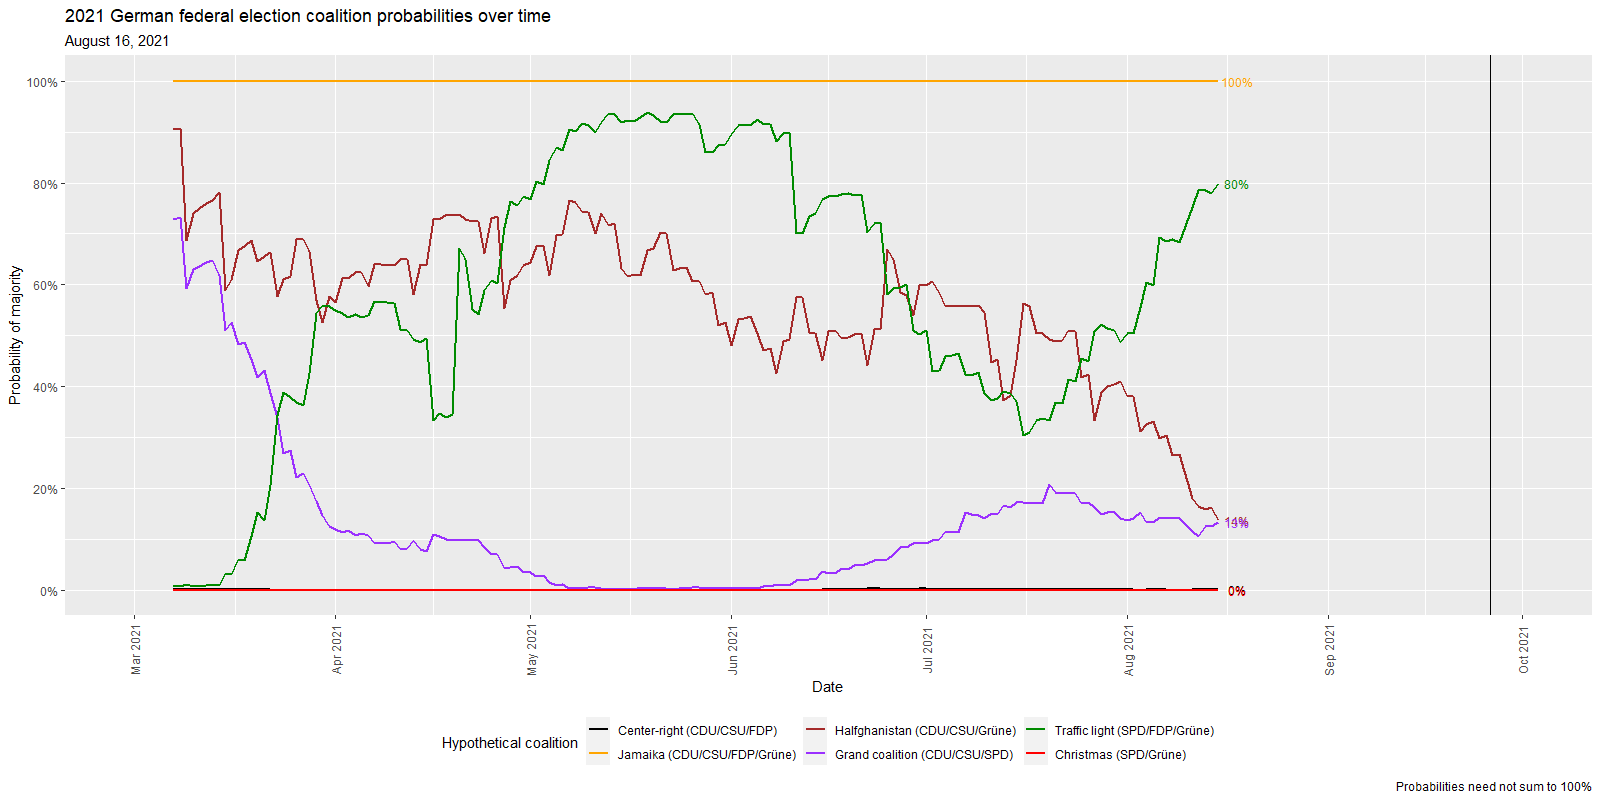 2021 German federal election coalition probabilities over time
August 16, 2021
Probability of majority
100%
80%
60%
40%
20%
0%
100%
80%
14%
13%
0%
Mar 2021
Apr 2021
May 2021
Jun 2021
Jul 2021
Aug 2021
Sep 2021
Oct 2021
Date
Hypothetical coalition
Center-right (CDU/CSU/FDP)
Halfghanistan (CDU/CSU/Grüne)
Traffic light (SPD/FDP/Grüne)
Jamaika (CDU/CSU/FDP/Grüne)
Grand coalition (CDU/CSU/SPD)
Christmas (SPD/Grüne)
Probabilities need not sum to 100%